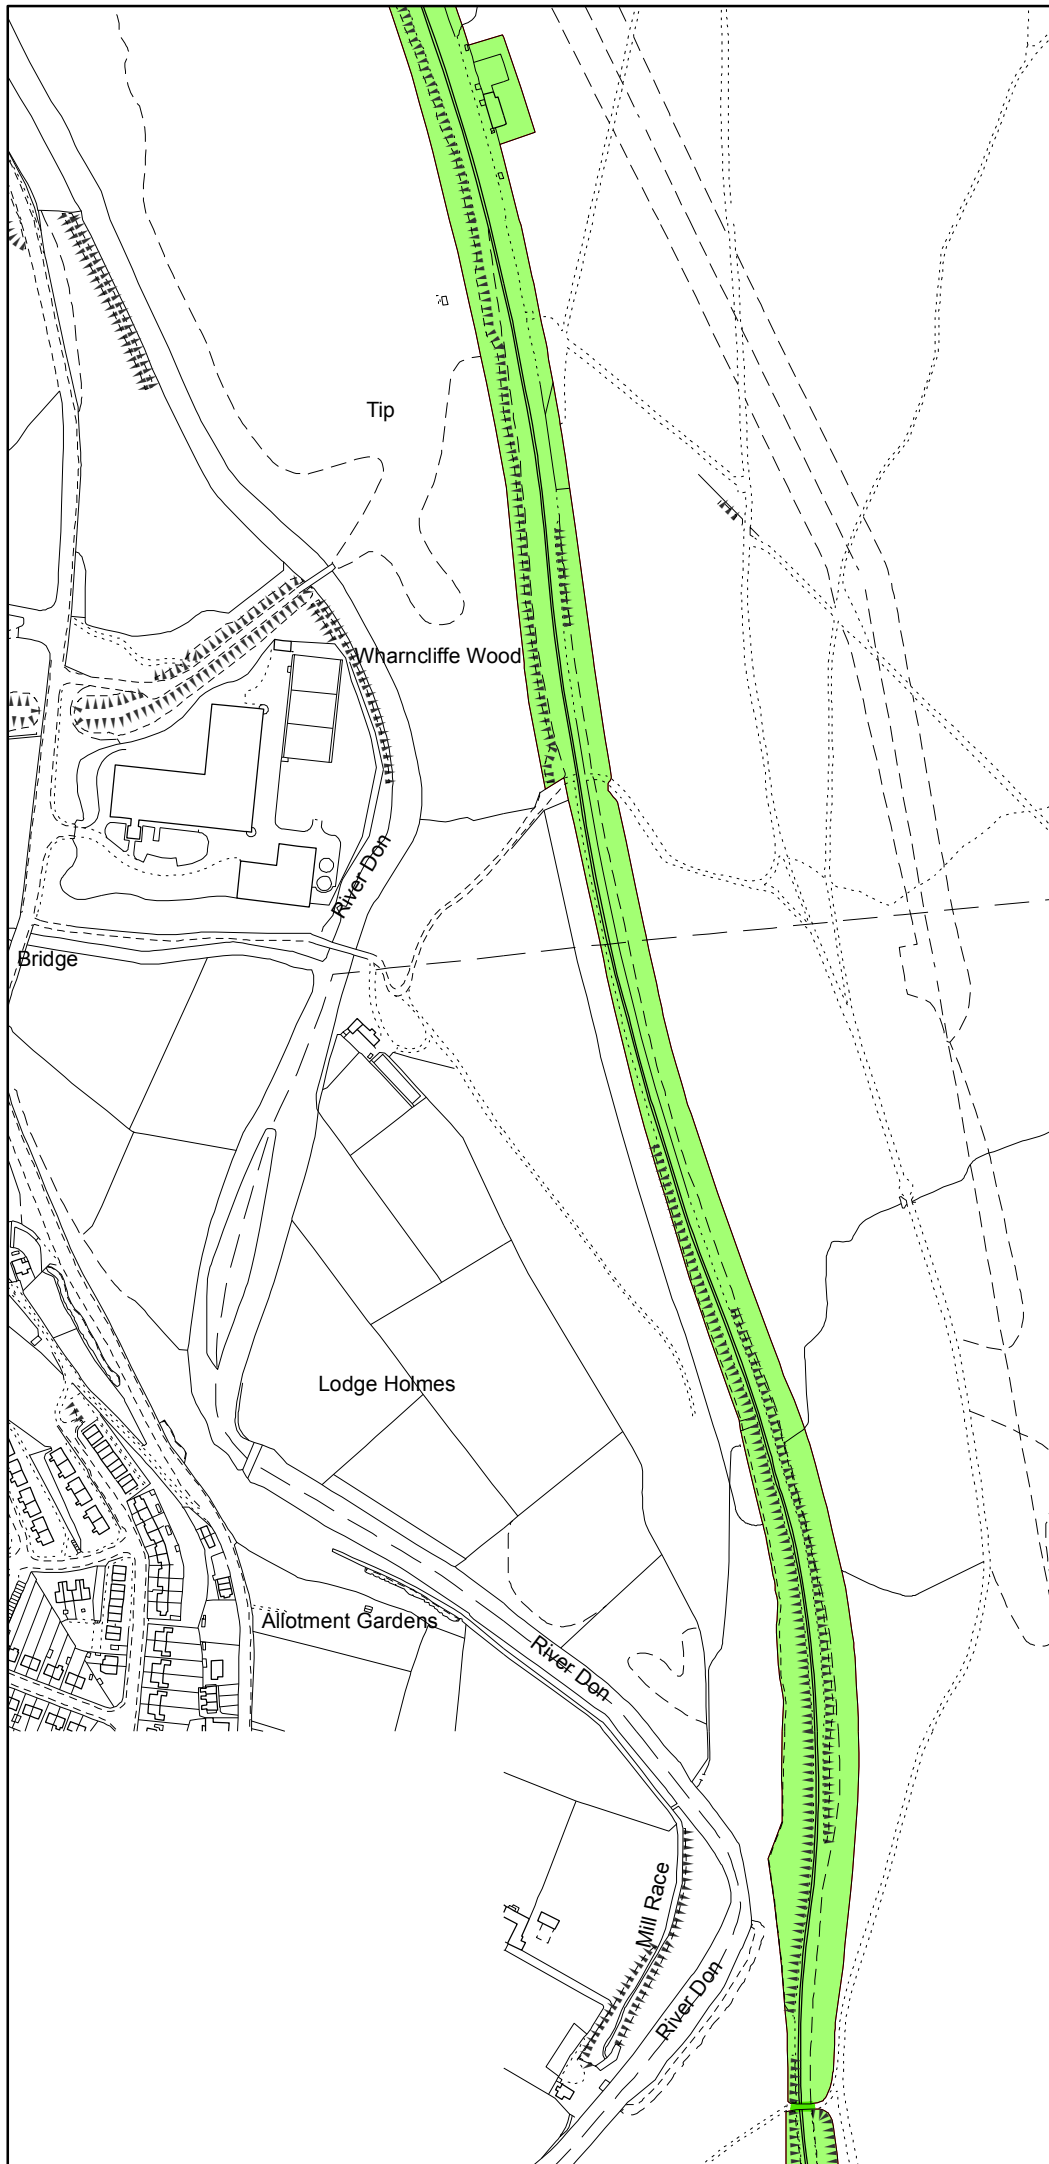 Tip
Wharncliffe Wood
River Don
Bridge
Lodge Holmes
Allotment Gardens
River Don
Mill Race
River Don